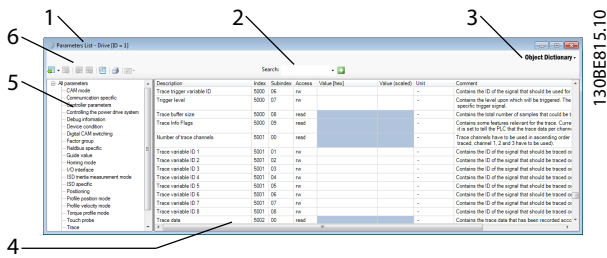 1
2
3
6
Parameters List - Drive [ID = 1]
Object Dictionary
Search:
5
All parameters
CAM mode
Communication specific
Controller parameters
Controlling the power drive system
Debug information
Device condition
Digital CAM switching
Factor group
Fieldbus specific
Guide value
Homing mode
I/O interface
ISD inertia measurement mode
ISD specific
Positioning
Profile position mode
Profile velocity mode
Torque profile mode
Touch probe
Trace
Description Index Subindex Access Value [hex] Value (scaled) Unit Comment
Trace trigger variable ID 5000 06 rw - Contains the ID of the signal that should be used for
Trigger level 5000 07 rw - Contains the level upon which will be triggered. The
specific trigger signal.
Trace buffer size 5000 08 read - Contains the total number of samples that could be t
Trace Info Flags 5000 09 read - Contains some features relevant for the trace. Curre
it is set to tell the PLC that the trace data per channe
Number of trace channels 5001 00 read - Trace channels have to be used in ascending order
traced, channel 1, 2 and 3 have to be used).
Trace variable ID 1 5001 01 rw - Contains the ID of the signal that should be traced or
Trace variable ID 2 5001 02 rw - Contains the ID of the signal that should be traced or
Trace variable ID 3 5001 03 rw - Contains the ID of the signal that should be traced or
Trace variable ID 4 5001 04 rw - Contains the ID of the signal that should be traced or
Trace variable ID 5 5001 05 rw - Contains the ID of the signal that should be traced or
Trace variable ID 6 5001 06 rw - Contains the ID of the signal that should be traced or
Trace variable ID 7 5001 07 rw - Contains the ID of the signal that should be traced or
Trace variable ID 8 5001 08 rw - Contains the ID of the signal that should be traced or
Trace data 5002 00 read - Contains the trace data that has been recorded acco
4
130BE815.10